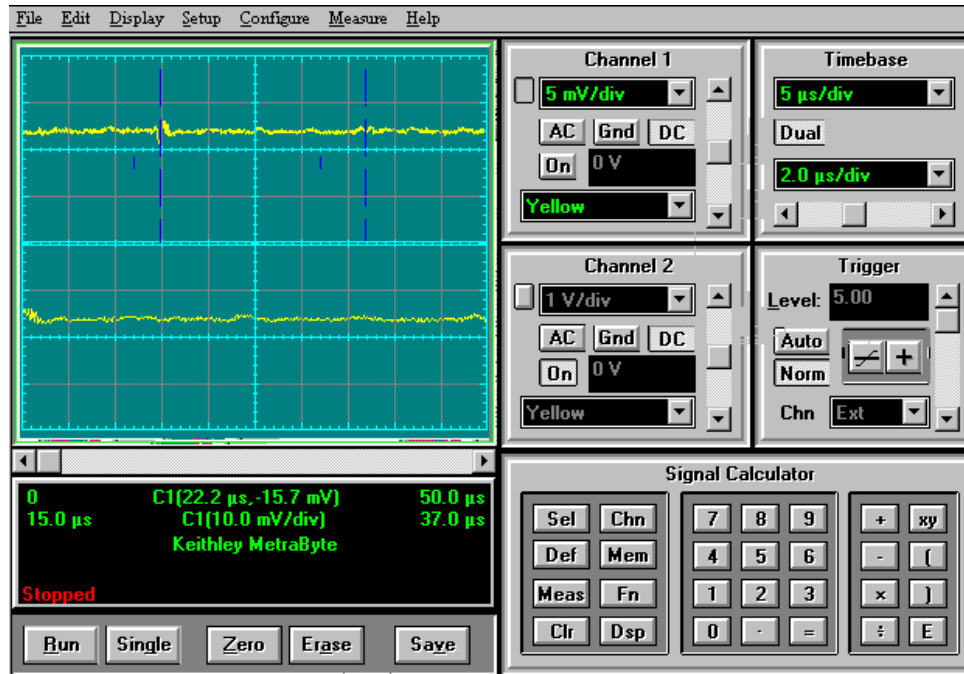 File Edit Display Setup Configure Measure Help
Channel 1
5 mV/div
AC Gnd DC
On 0 V
Yellow
Timebase
5 µs/div
Dual
2.0 µs/div
Channel 2
1 V/div
AC Gnd DC
On 0 V
Yellow
Trigger
Level: 5.00
Auto
+
Norm
Chn Ext
0 C1(22.2 µs,-15.7 mV) 50.0 µs
15.0 µs C1(10.0 mV/div) 37.0 µs
Keithley MetraByte
Stopped
Run Single Zero Erase Save
Signal Calculator
Sel Chn 7 8 9 + xy
Def Mem 4 5 6 - (
Meas Fn 1 2 3 × )
Clr Dsp 0 . = ÷ E